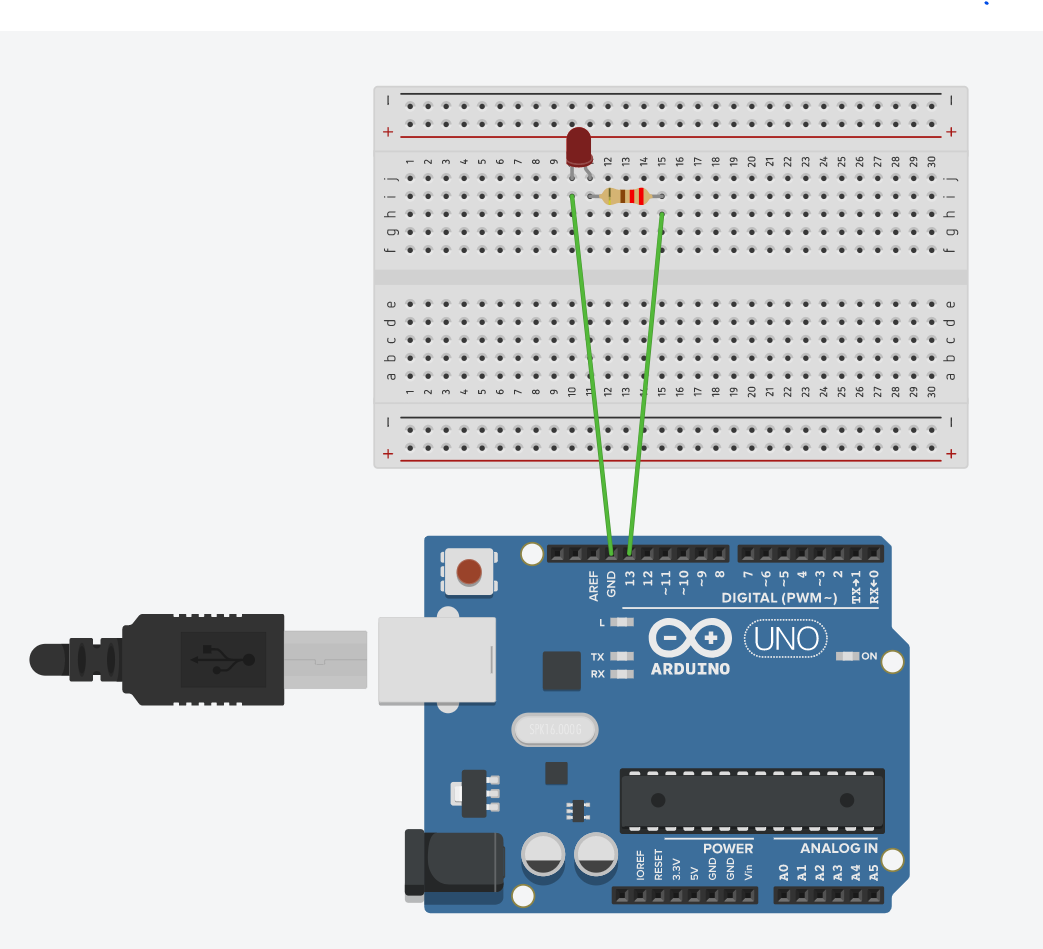 − −
+ +
1 2 3 4 5 6 7 8 9 12 13 14 15 16 17 18 19 20 21 22 23 24 25 26 27 28 29 30
j j
i i
h h
g g
f f
e e
d d
c c
b b
a a
1 2 3 4 5 6 7 8 9 10 11 12 13 14 15 16 17 18 19 20 21 22 23 24 25 26 27 28 29 30
− −
+ +
AREF GND 13 12 ~11 ~10 ~9 8 7 ~6 ~5 4 ~3 2 TX→1 RX←0
DIGITAL (PWM~)
L
UNO
TX
ON
RX
ARDUINO
SPK16.000G
POWER ANALOG IN
IOREF RESET 3.3V 5V GND GND Vin A0 A1 A2 A3 A4 A5